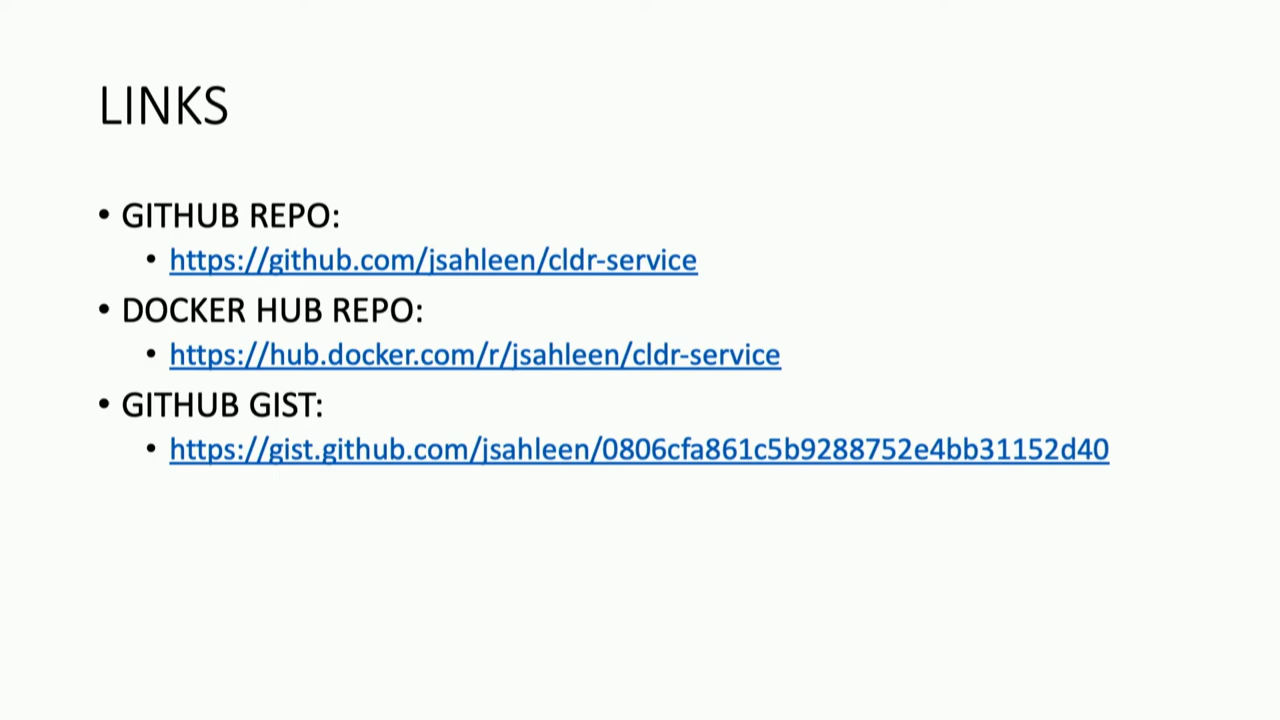 LINKS
• GITHUB REPO:
• https://github.com/jsahleen/cldr-service
• DOCKER HUB REPO:
• https://hub.docker.com/r/jsahleen/cldr-service
• GITHUB GIST:
• https://gist.github.com/jsahleen/0806cfa861c5b9288752e4bb31152d40